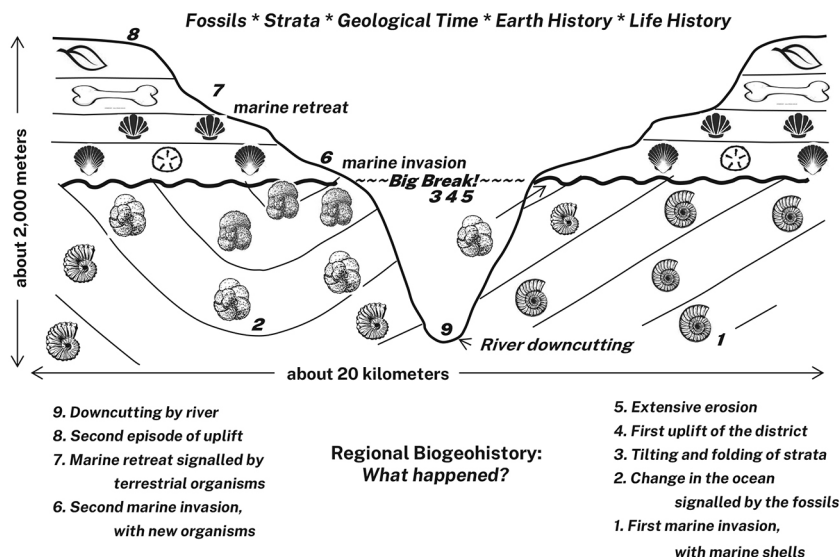 Fossils * Strata * Geological Time * Earth History * Life History
8
7
marine retreat
6
marine invasion
~~~Big Break!~~~~
3 4 5
about 2,000 meters
2
9
1
River downcutting
about 20 kilometers
9. Downcutting by river
8. Second episode of uplift
7. Marine retreat signalled by
terrestrial organisms
6. Second marine invasion,
with new organisms
Regional Biogeohistory:
What happened?
5. Extensive erosion
4. First uplift of the district
3. Tilting and folding of strata
2. Change in the ocean
signalled by the fossils
1. First marine invasion,
with marine shells